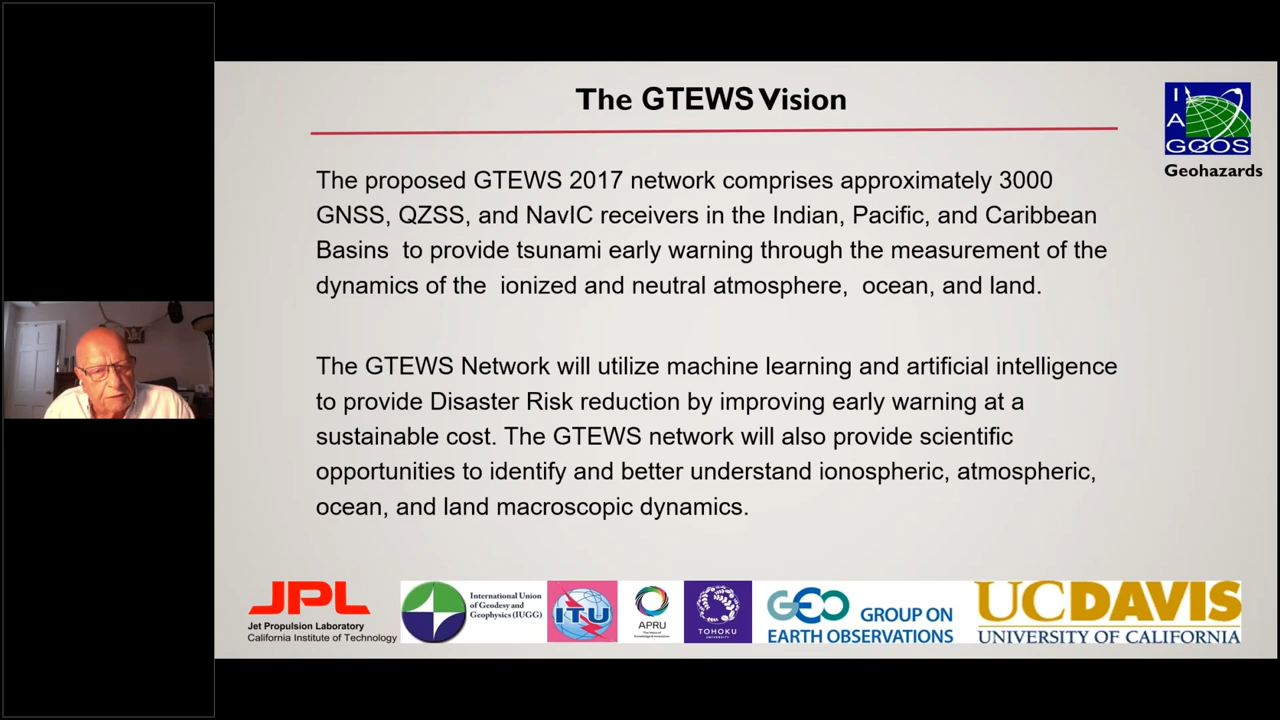 The GTEWS Vision
I
A
GGOS
Geohazards
The proposed GTEWS 2017 network comprises approximately 3000
GNSS, QZSS, and NavIC receivers in the Indian, Pacific, and Caribbean
Basins to provide tsunami early warning through the measurement of the
dynamics of the ionized and neutral atmosphere, ocean, and land.
The GTEWS Network will utilize machine learning and artificial intelligence
to provide Disaster Risk reduction by improving early warning at a
sustainable cost. The GTEWS network will also provide scientific
opportunities to identify and better understand ionospheric, atmospheric,
ocean, and land macroscopic dynamics.
JPL
Jet Propulsion Laboratory
California Institute of Technology
International Union
of Geodesy and
Geophysics (IUGG)
ITU
APRU
TOHOKU
UNIVERSITY
GEO GROUP ON
EARTH OBSERVATIONS
UCDAVIS
UNIVERSITY OF CALIFORNIA